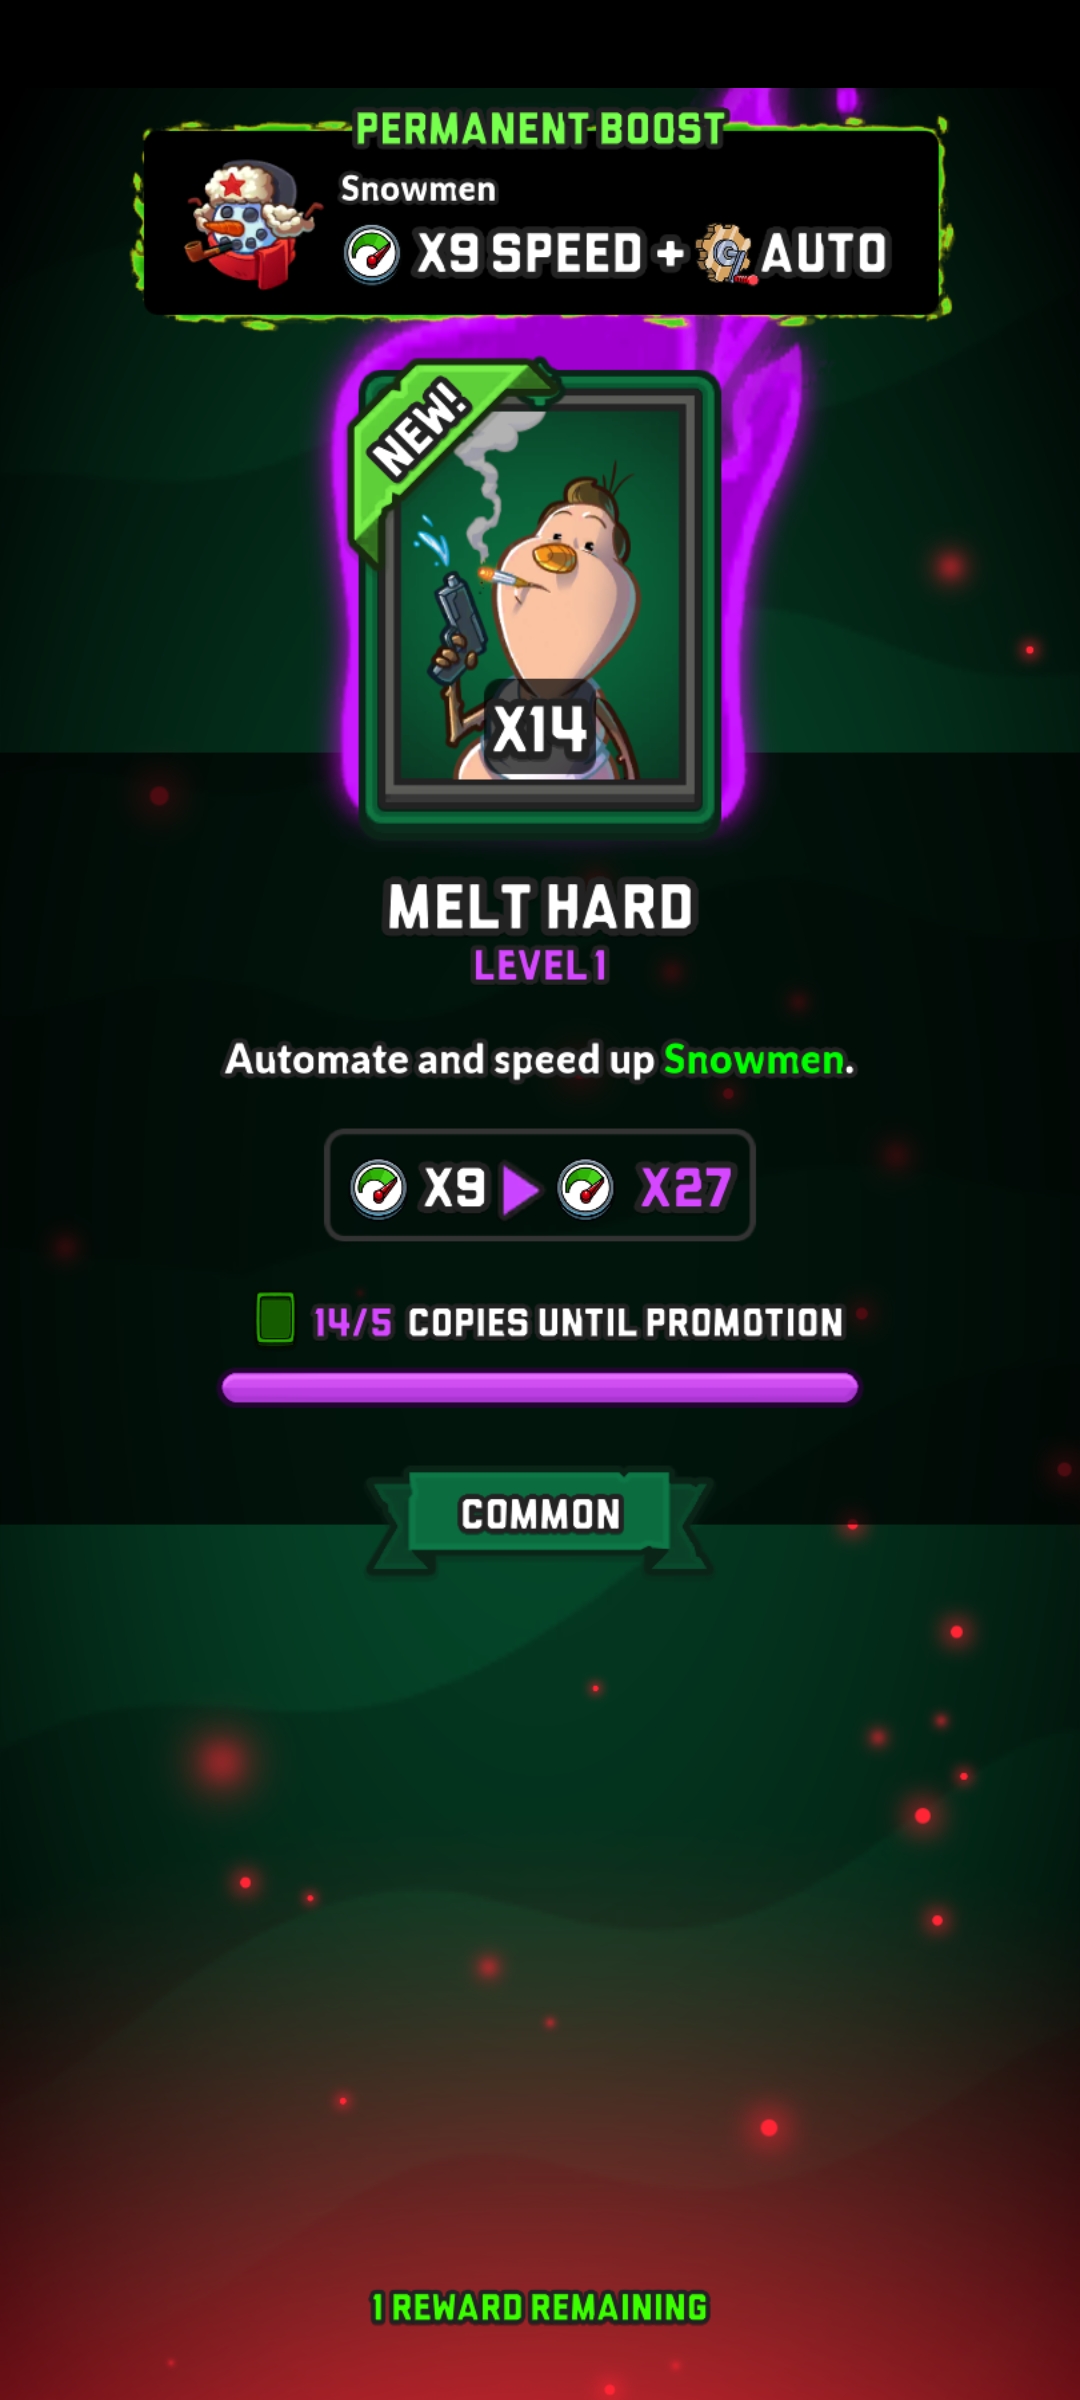 PERMANENT BOOST
Snowmen
X9 SPEED + AUTO
NEW!
X14
MELT HARD
LEVEL 1
Automate and speed up Snowmen.
X9 X27
14/5 COPIES UNTIL PROMOTION
COMMON
1 REWARD REMAINING